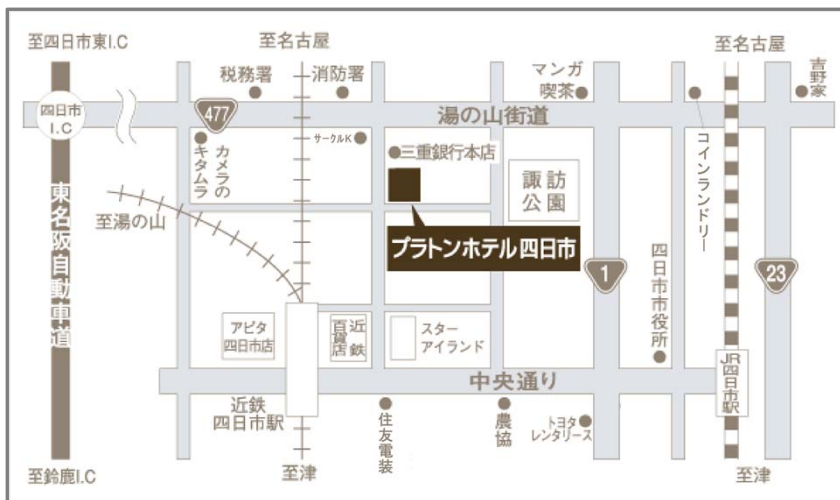 至四日市東I.C
至名古屋
至名古屋
税務署
消防署
マンガ
喫茶
吉野家
四日市
I.C
477
湯の山街道
カメラの
キタムラ
サークルK
三重銀行本店
コインランドリー
諏訪
公園
至湯の山
プラトンホテル四日市
東名阪自動車道
1
23
四日市市役所
アピタ
四日市店
近鉄
百貨店
スター
アイランド
中央通り
JR四日市駅
近鉄
四日市駅
住友電装
農協
トヨタ
レンタリース
至鈴鹿I.C
至津
至津